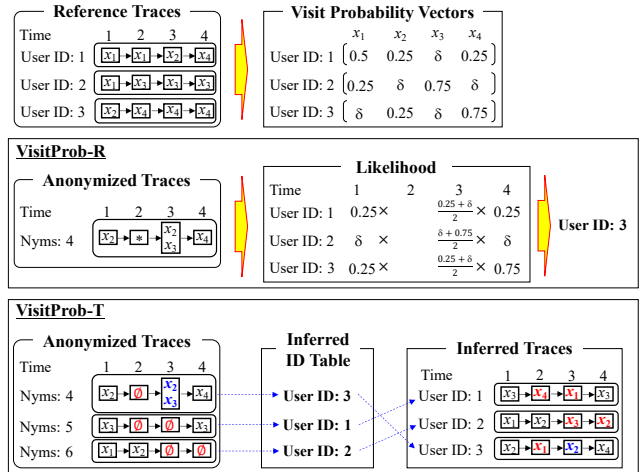 Reference Traces
Time 1 2 3 4
User ID: 1 x1 x1 x2 x4
User ID: 2 x1 x3 x3 x3
User ID: 3 x2 x4 x4 x4
Visit Probability Vectors
x1 x2 x3 x4
User ID: 1 0.5 0.25 δ 0.25
User ID: 2 0.25 δ 0.75 δ
User ID: 3 δ 0.25 δ 0.75
VisitProb-R
Anonymized Traces
Time 1 2 3 4
Nyms: 4 x2 * x2 x3 x4
Likelihood
Time 1 2 3 4
User ID: 1 0.25 × (0.25 + δ)/2 × 0.25
User ID: 2 δ × (δ + 0.75)/2 × δ
User ID: 3 0.25 × (0.25 + δ)/2 × 0.75
User ID: 3
VisitProb-T
Anonymized Traces
Time 1 2 3 4
Nyms: 4 x2 ∅ x2 x3 x4
Nyms: 5 x3 ∅ ∅ x3
Nyms: 6 x1 x2 ∅ ∅
Inferred
ID Table
User ID: 3
User ID: 1
User ID: 2
Inferred Traces
Time 1 2 3 4
User ID: 1 x3 x4 x1 x3
User ID: 2 x1 x2 x3 x2
User ID: 3 x2 x1 x2 x4